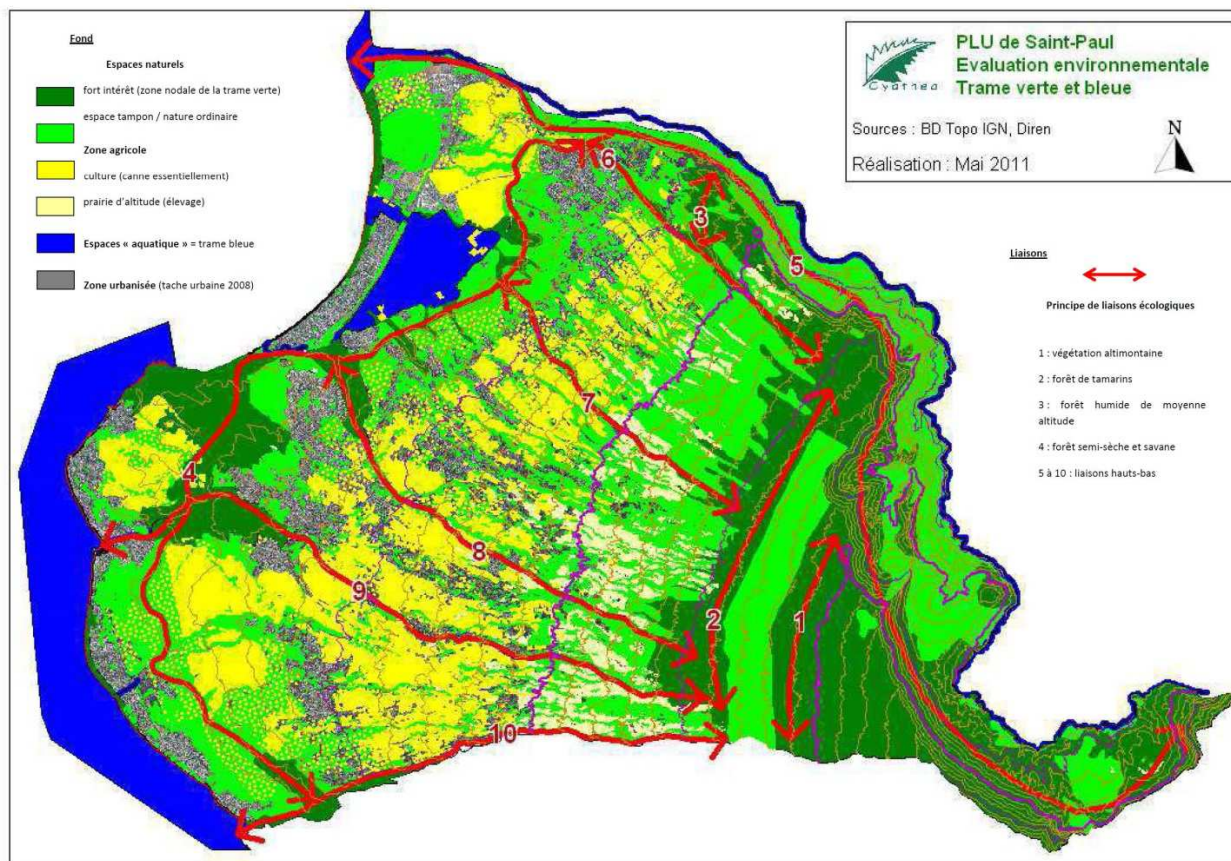 Fond
Espaces naturels
fort intérêt (zone nodale de la trame verte)
espace tampon / nature ordinaire
Zone agricole
culture (canne essentiellement)
prairie d'altitude (élevage)
Espaces « aquatique » = trame bleue
Zone urbanisée (tache urbaine 2008)
Cyathea
PLU de Saint-Paul
Evaluation environnementale
Trame verte et bleue
Sources : BD Topo IGN, Diren
N
Réalisation : Mai 2011
Liaisons
Principe de liaisons écologiques
1 : végétation altimontaine
2 : forêt de tamarins
3 : forêt humide de moyenne
altitude
4 : forêt semi-sèche et savane
5 à 10 : liaisons hauts-bas
6
3
5
7
4
8
9
2
1
10